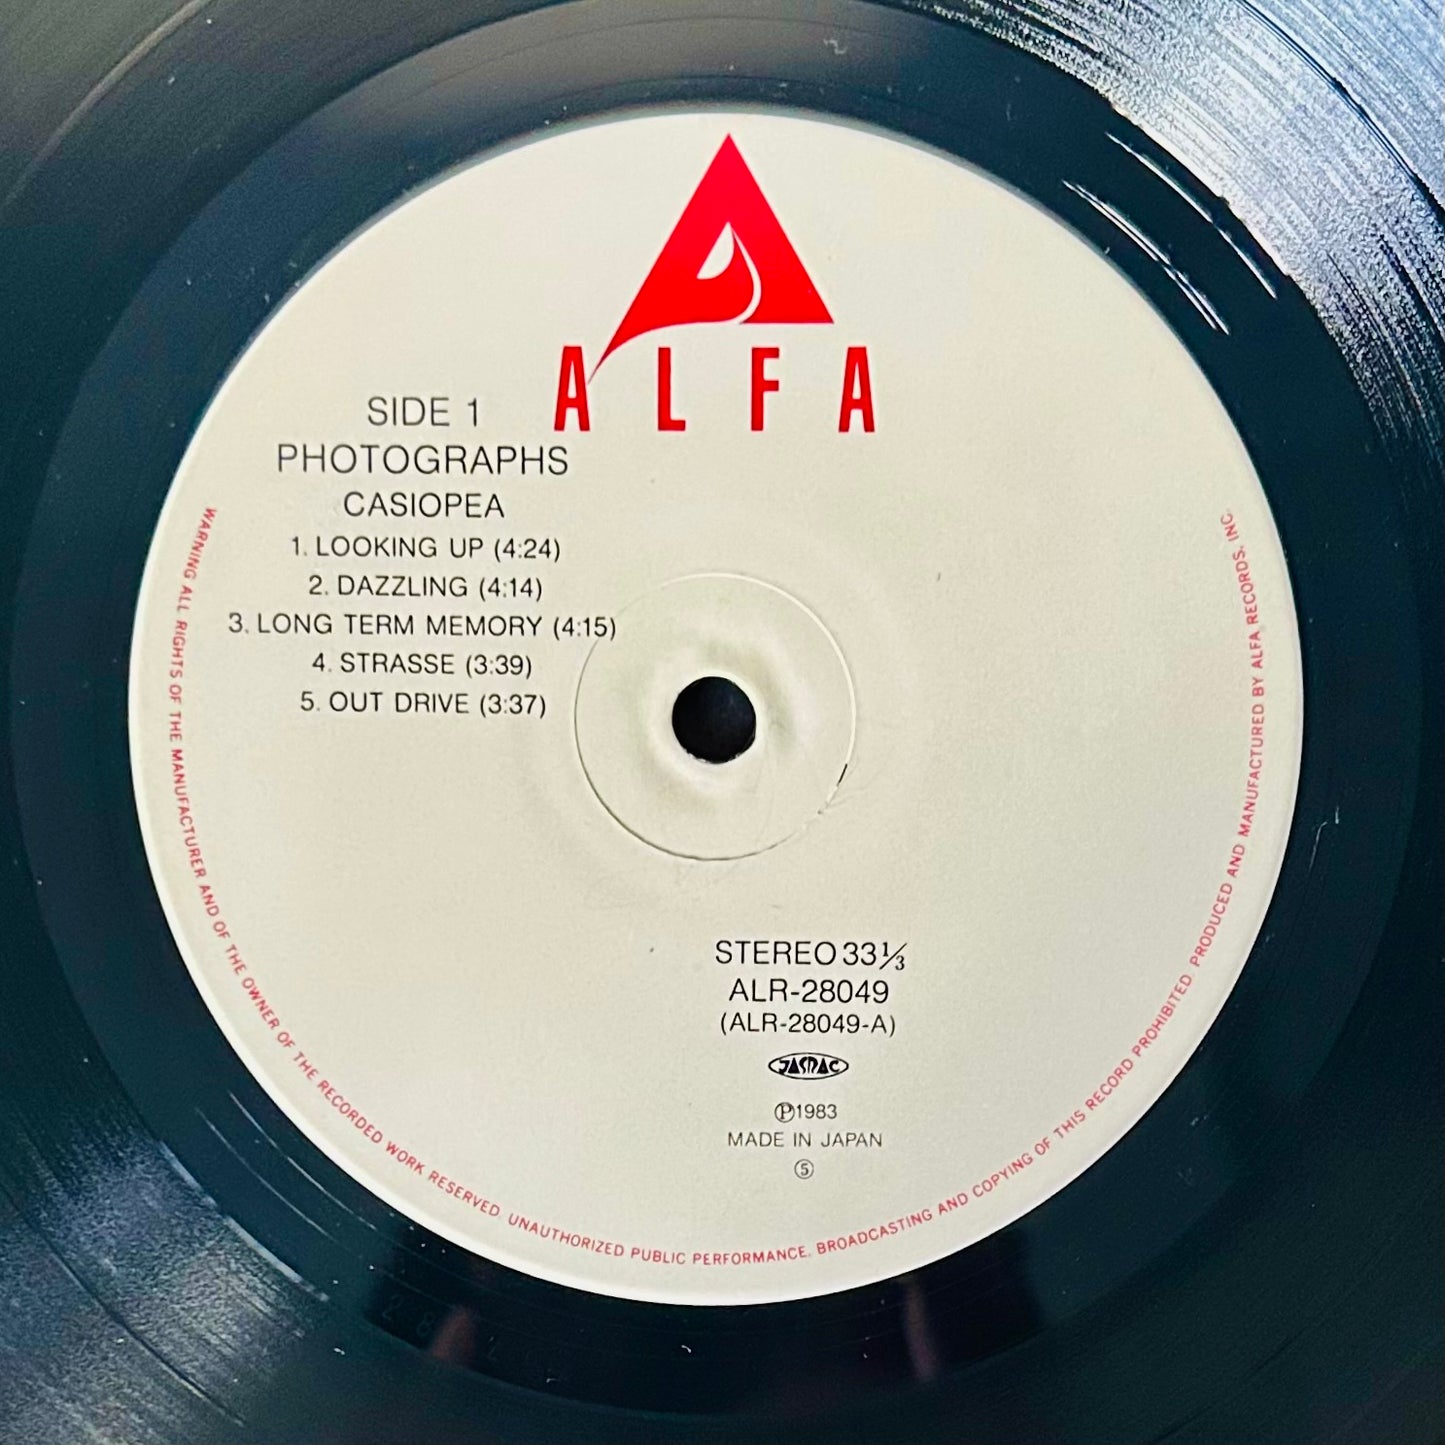 ALFA
SIDE 1
PHOTOGRAPHS
CASIOPEA
1. LOOKING UP (4:24)
2. DAZZLING (4:14)
3. LONG TERM MEMORY (4:15)
4. STRASSE (3:39)
5. OUT DRIVE (3:37)
STEREO 33⅓
ALR-28049
(ALR-28049-A)
JASRAC
Ⓟ1983
MADE IN JAPAN
⑤
WARNING ALL RIGHTS OF THE MANUFACTURER AND OF THE OWNER OF THE RECORDED WORK RESERVED. UNAUTHORIZED PUBLIC PERFORMANCE, BROADCASTING AND COPYING OF THIS RECORD PROHIBITED. PRODUCED AND MANUFACTURED BY ALFA RECORDS, INC.